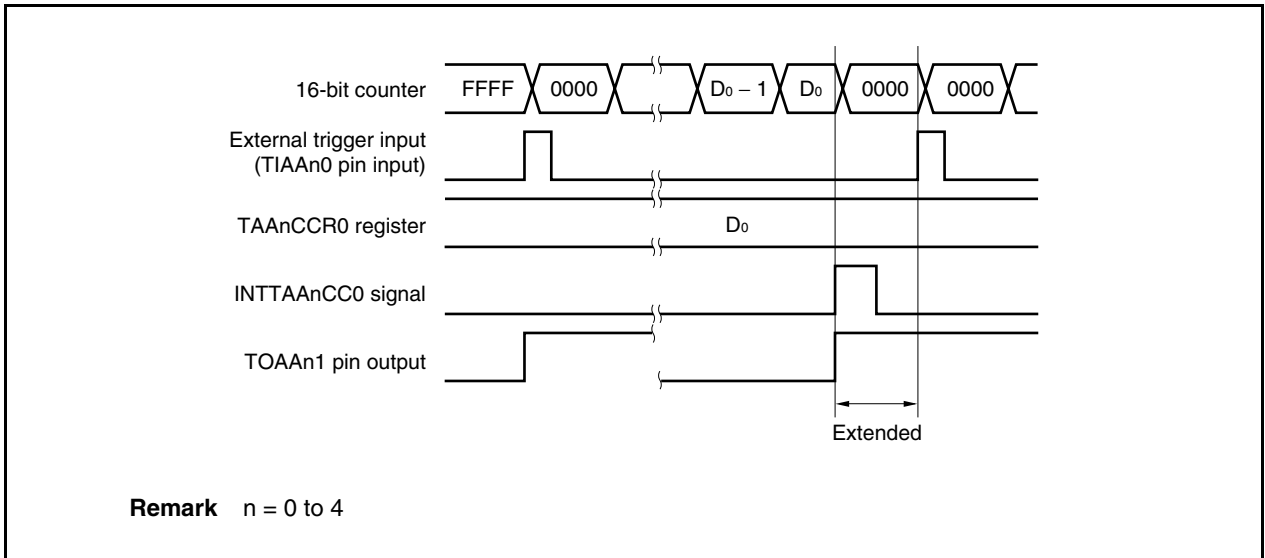 16-bit counter FFFF 0000 D0 − 1 D0 0000 0000
External trigger input
(TIAAn0 pin input)
TAAnCCR0 register D0
INTTAAnCC0 signal
TOAAn1 pin output
Extended
Remark n = 0 to 4